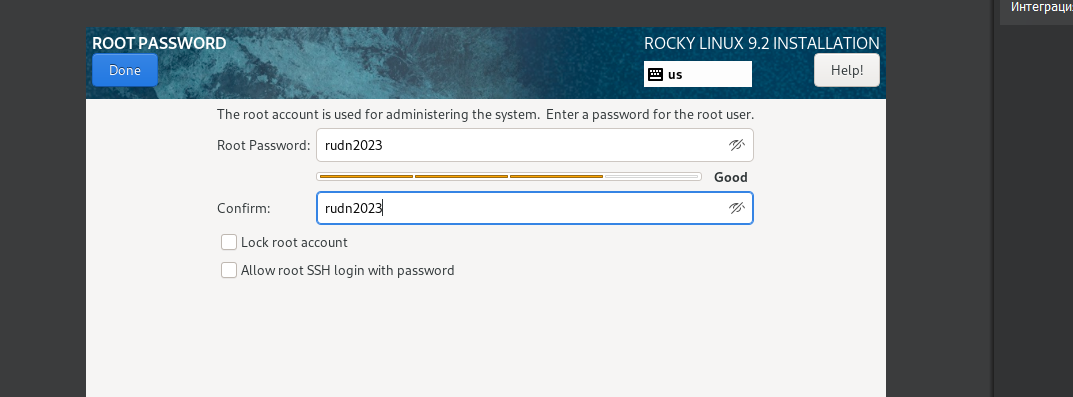 Интеграци
ROOT PASSWORD
ROCKY LINUX 9.2 INSTALLATION
Done
us
Help!
The root account is used for administering the system. Enter a password for the root user.
Root Password: rudn2023
Good
Confirm: rudn2023
Lock root account
Allow root SSH login with password